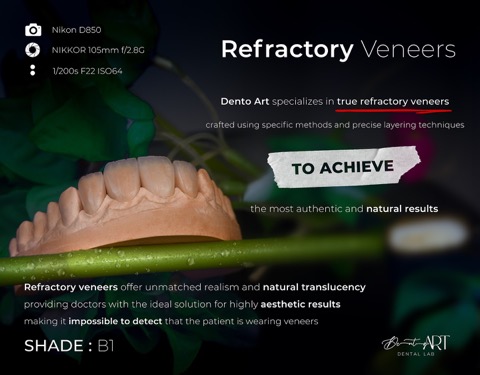 Nikon D850
NIKKOR 105mm f/2.8G
1/200s F22 ISO64
Refractory Veneers
Dento Art specializes in true refractory veneers
crafted using specific methods and precise layering techniques
TO ACHIEVE
the most authentic and natural results
Refractory veneers offer unmatched realism and natural translucency
providing doctors with the ideal solution for highly aesthetic results
making it impossible to detect that the patient is wearing veneers
SHADE : B1
Dento ART
DENTAL LAB